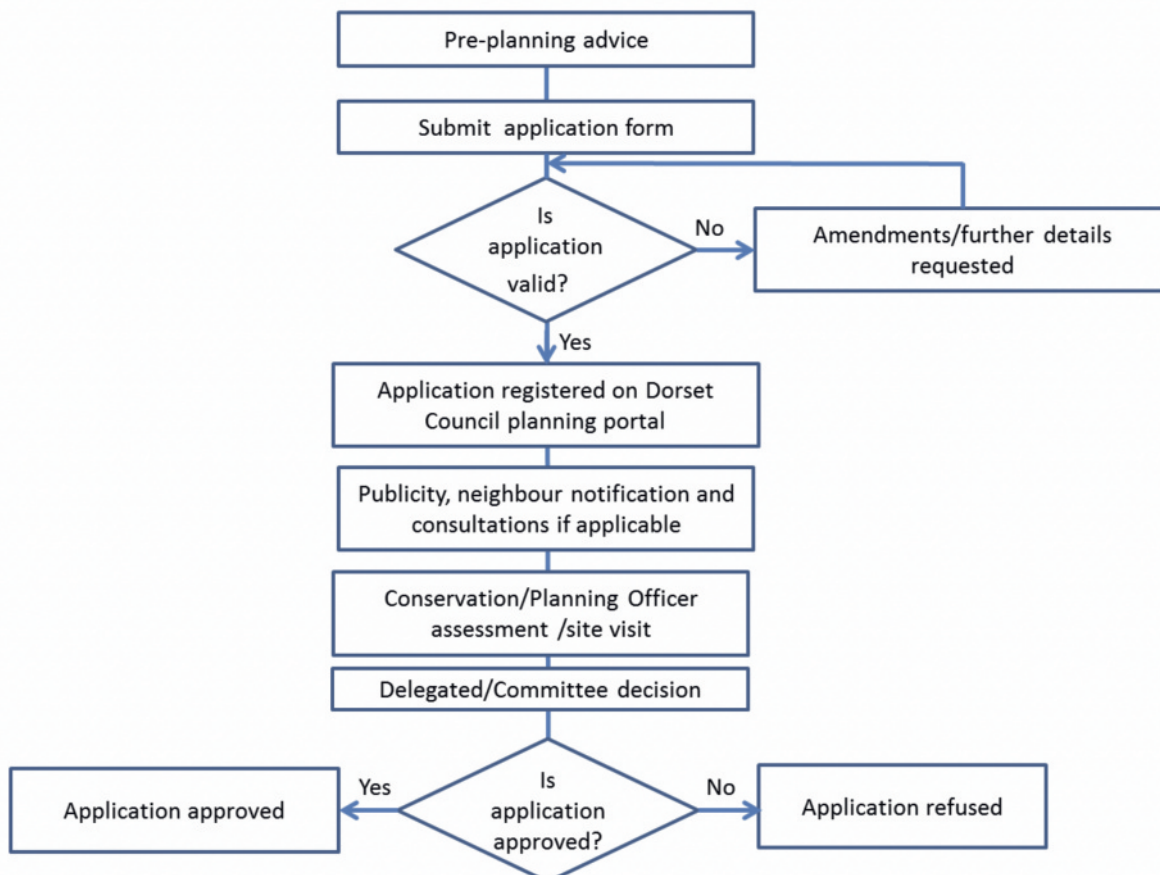 Pre-planning advice
Submit application form
Is
application
valid?
No
Amendments/further details
requested
Yes
Application registered on Dorset
Council planning portal
Publicity, neighbour notification and
consultations if applicable
Conservation/Planning Officer
assessment /site visit
Delegated/Committee decision
Is
application
approved?
Yes
Application approved
No
Application refused